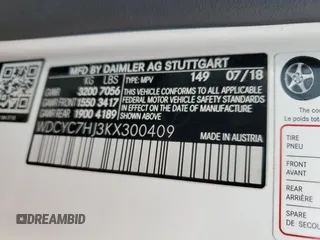 MFD BY DAIMLER AG STUTTGART
KG LBS TYPE: MPV 149 07/18
GVWR 3200 7056
GAWR FRONT 1550 3417
GAWR REAR 1900 4189
THIS VEHICLE CONFORMS TO ALL APPLICABLE
FEDERAL MOTOR VEHICLE SAFETY
STANDARDS IN EFFECT ON THE DATE OF
MANUFACTURE SHOWN ABOVE
WDCYC7HJ3KX300409
MADE IN AUSTRIA
The com
Le poids tot
TIRE
PNEU
FRONT
AVANT
REAR
ARRIÈRE
SPARE
DE SECOU
DREAMBID